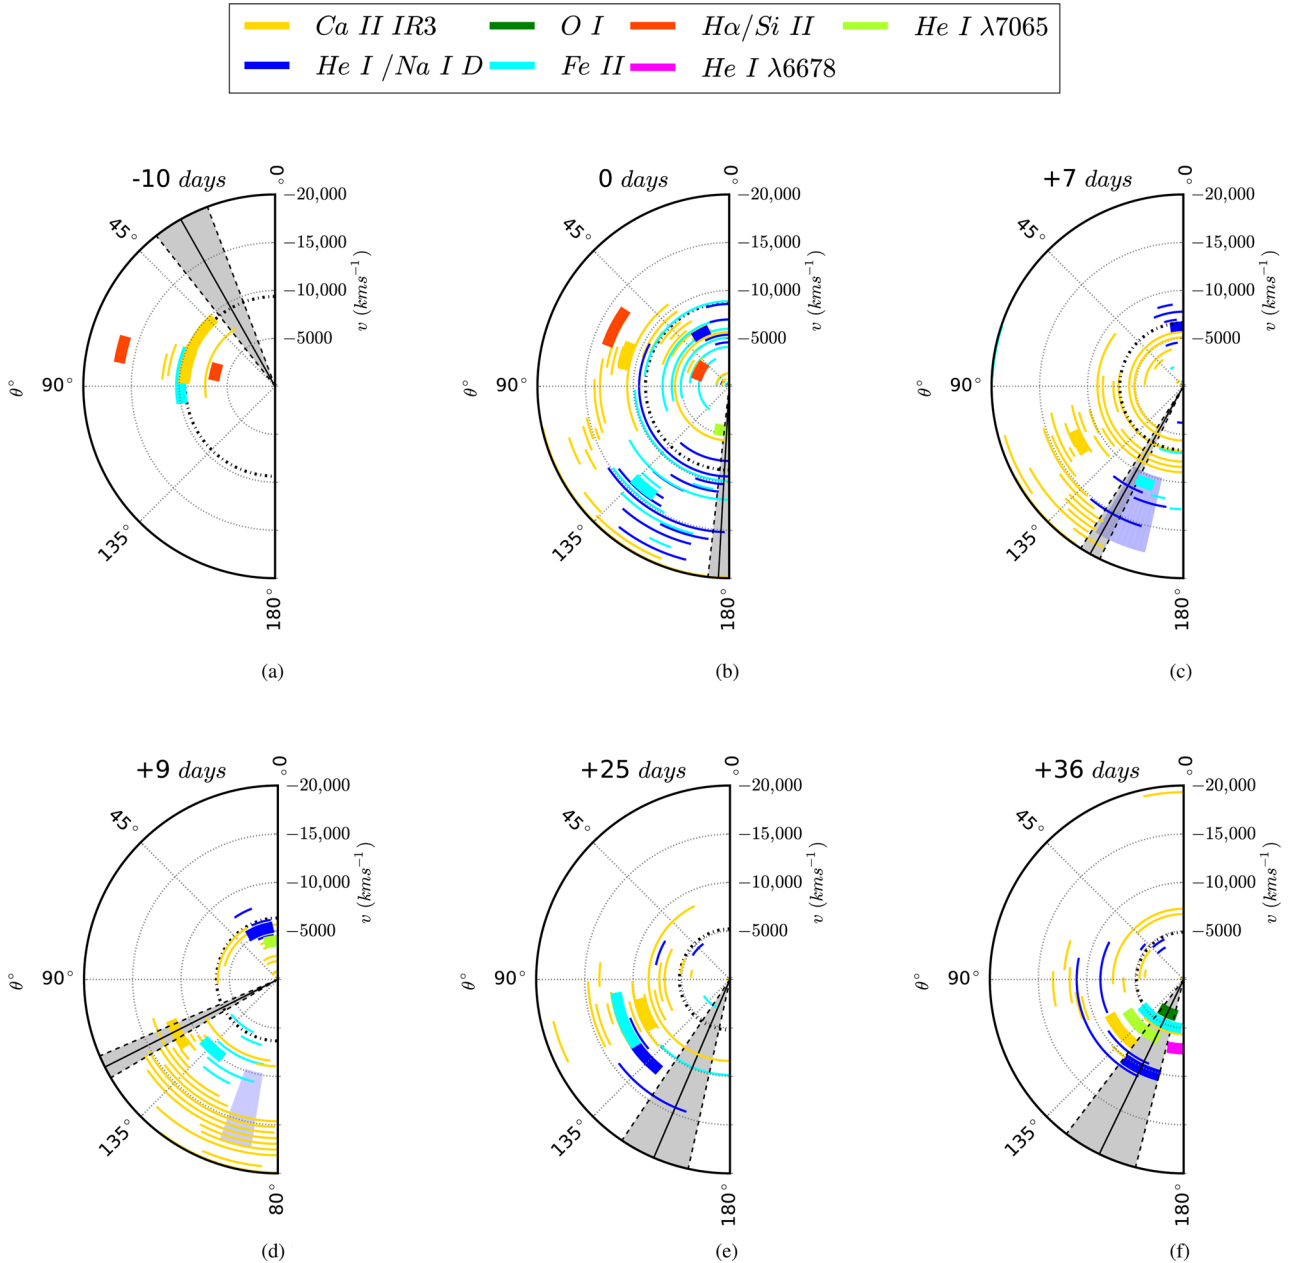 Ca II IR3 O I Hα/Si II He I λ7065
He I /Na I D Fe II He I λ6678
-10 days
0°
−20,000
−15,000
−10,000
−5000
v (kms⁻¹)
45°
90°
θ°
135°
180°
(a)
0 days
0°
−20,000
−15,000
−10,000
−5000
v (kms⁻¹)
45°
90°
θ°
135°
180°
(b)
+7 days
0°
−20,000
−15,000
−10,000
−5000
v (kms⁻¹)
45°
90°
θ°
135°
180°
(c)
+9 days
0°
−20,000
−15,000
−10,000
−5000
v (kms⁻¹)
45°
90°
θ°
135°
80°
(d)
+25 days
0°
−20,000
−15,000
−10,000
−5000
v (kms⁻¹)
45°
90°
θ°
135°
180°
(e)
+36 days
0°
−20,000
−15,000
−10,000
−5000
v (kms⁻¹)
45°
90°
θ°
135°
180°
(f)